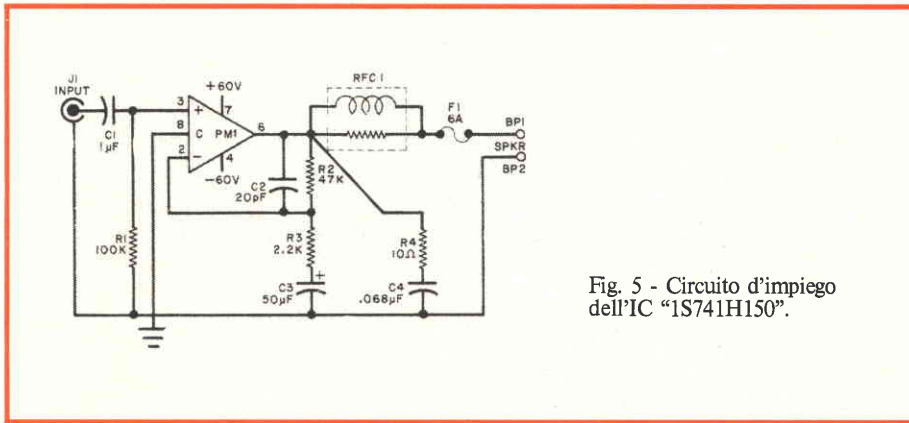 J1
INPUT
C1
1µF
R1
100K
+60V
3
7
+
8
C
PM1
6
2
−
4
−60V
C2
20pF
RFC1
R2
47K
R3
2.2K
+
C3
50µF
R4
10Ω
C4
.068µF
F1
6A
BP1
SPKR
BP2
Fig. 5 - Circuito d'impiego
dell'IC “1S741H150”.